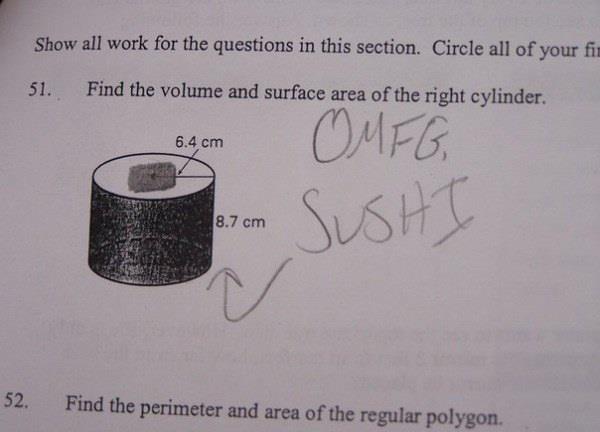 Show all work for the questions in this section. Circle all of your
51. Find the volume and surface area of the right cylinder.
6.4 cm
OMFG.
SUSHI
8.7 cm
52. Find the perimeter and area of the regular polygon.